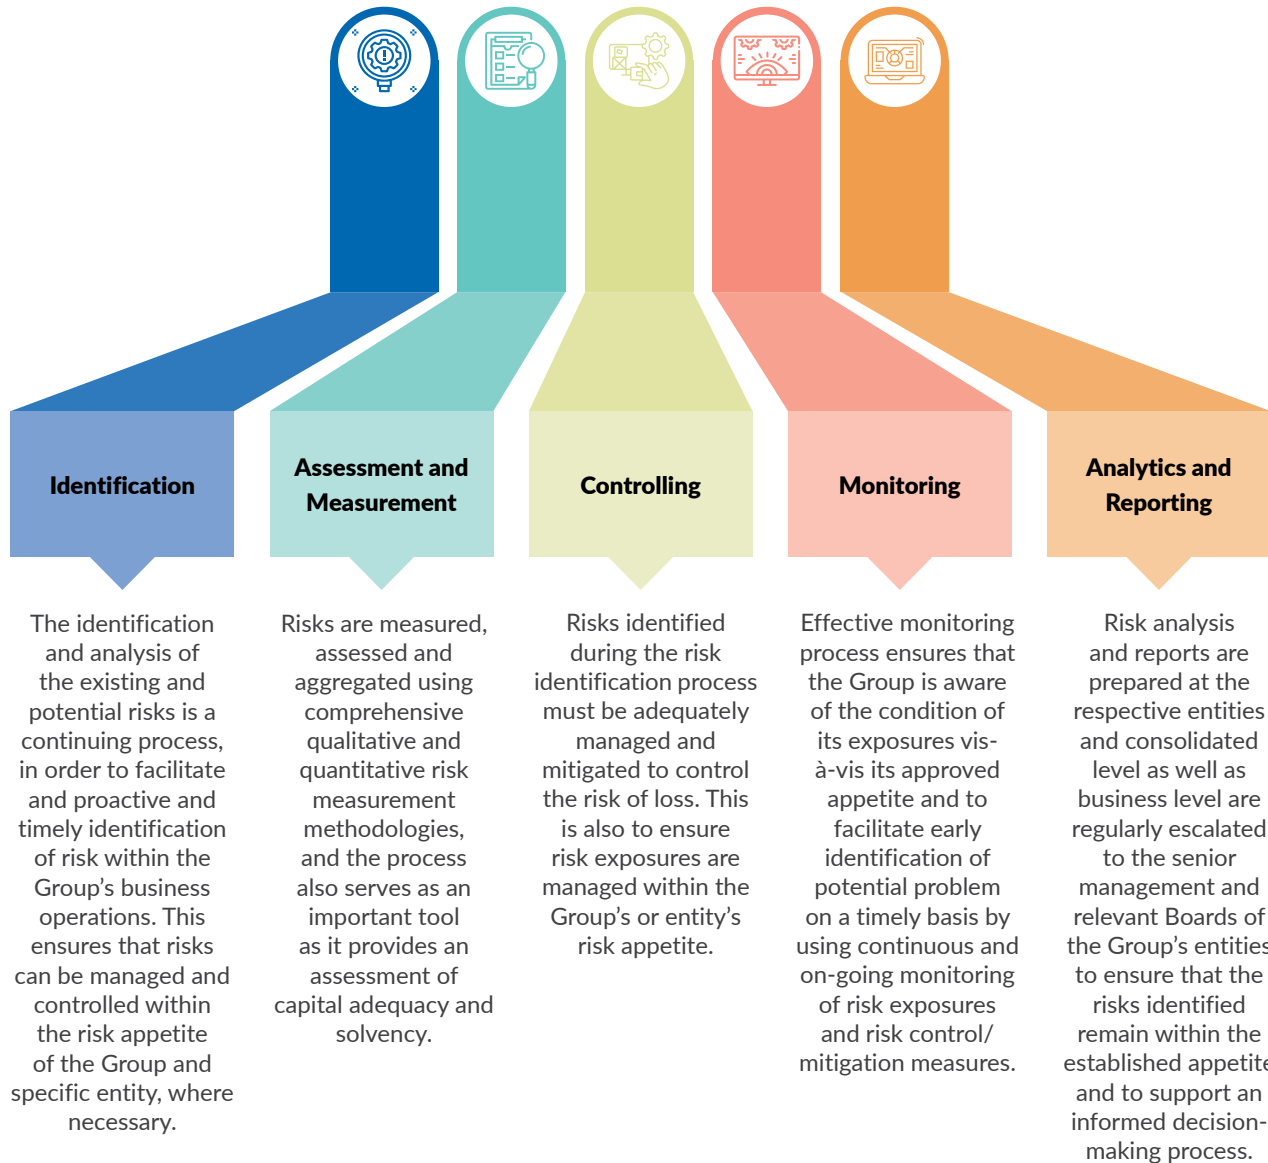 Identification
The identification
and analysis of
the existing and
potential risks is a
continuing process,
in order to facilitate
and proactive and
timely identification
of risk within the
Group’s business
operations. This
ensures that risks
can be managed and
controlled within
the risk appetite
of the Group and
specific entity, where
necessary.
Assessment and
Measurement
Risks are measured,
assessed and
aggregated using
comprehensive
qualitative and
quantitative risk
measurement
methodologies,
and the process
also serves as an
important tool
as it provides an
assessment of
capital adequacy and
solvency.
Controlling
Risks identified
during the risk
identification process
must be adequately
managed and
mitigated to control
the risk of loss. This
is also to ensure
risk exposures are
managed within the
Group’s or entity’s
risk appetite.
Monitoring
Effective monitoring
process ensures that
the Group is aware
of the condition of
its exposures vis-
à-vis its approved
appetite and to
facilitate early
identification of
potential problem
on a timely basis by
using continuous and
on-going monitoring
of risk exposures
and risk control/
mitigation measures.
Analytics and
Reporting
Risk analysis
and reports are
prepared at the
respective entities
and consolidated
level as well as
business level are
regularly escalated
to the senior
management and
relevant Boards of
the Group’s entities
to ensure that the
risks identified
remain within the
established appetite
and to support an
informed decision-
making process.